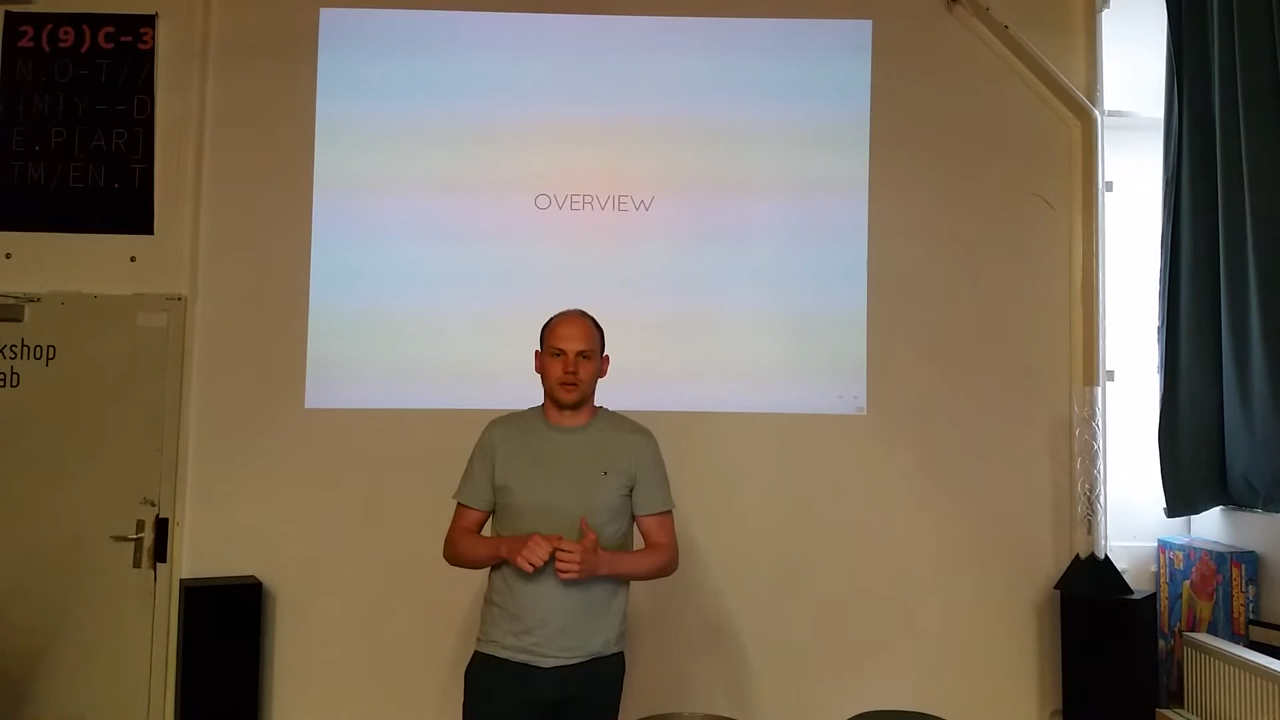 2(9)C-3
N.O-T//
{M}Y--D
E.P[AR]
TM/EN.T
OVERVIEW
kshop
ab